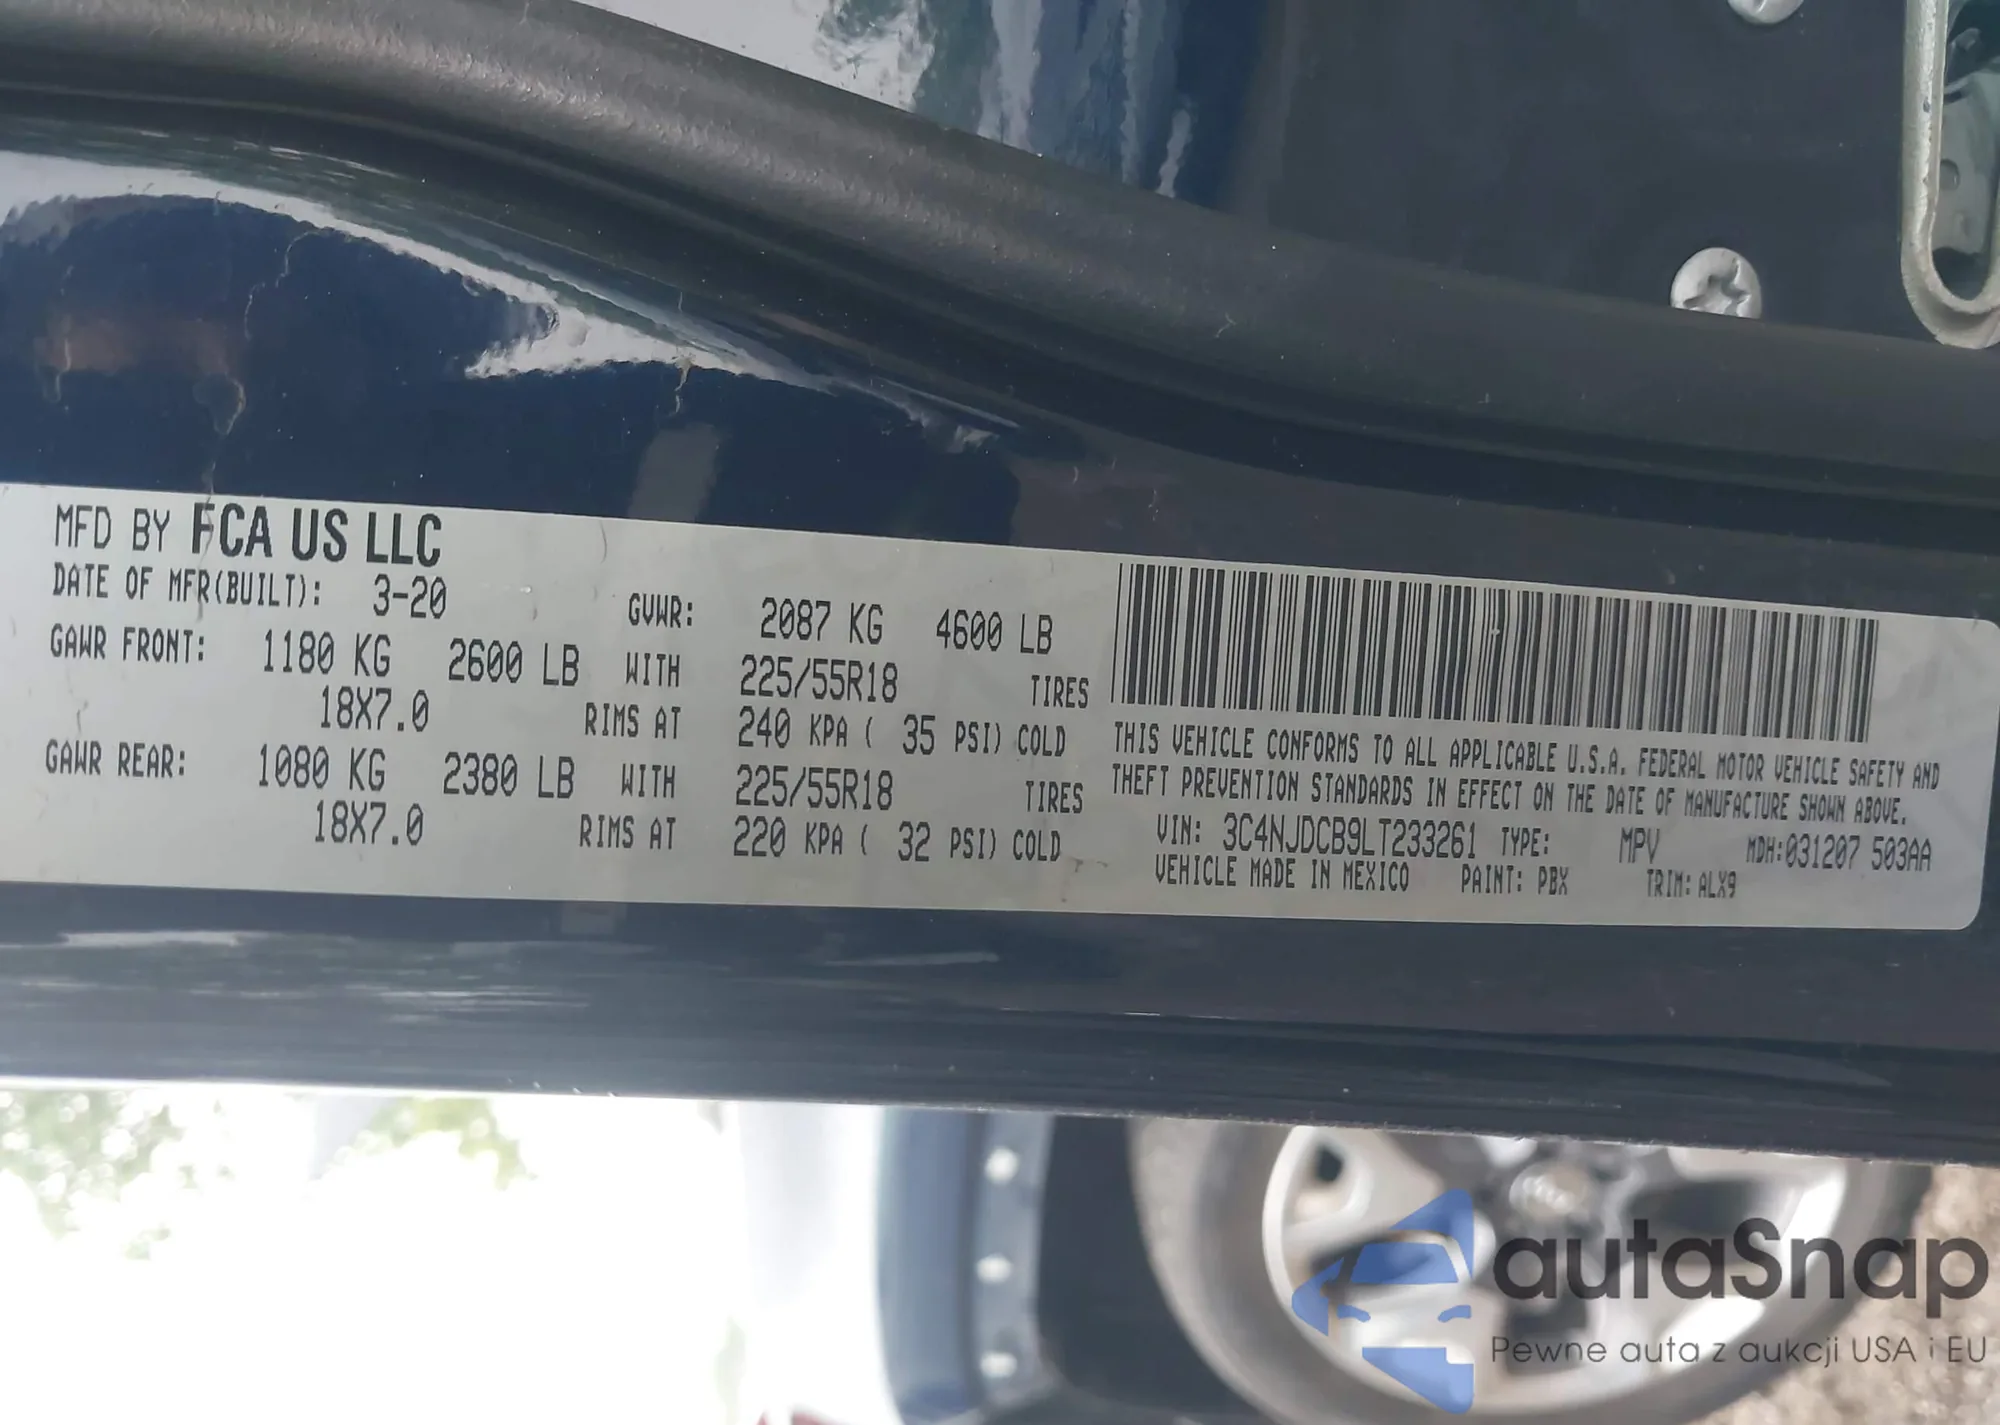 MFD BY FCA US LLC
DATE OF MFR(BUILT): 3-20 GVWR: 2087 KG 4600 LB
GAWR FRONT: 1180 KG 2600 LB WITH 225/55R18 TIRES
18X7.0 RIMS AT 240 KPA ( 35 PSI) COLD
GAWR REAR: 1080 KG 2380 LB WITH 225/55R18 TIRES
18X7.0 RIMS AT 220 KPA ( 32 PSI) COLD
THIS VEHICLE CONFORMS TO ALL APPLICABLE U.S.A. FEDERAL MOTOR VEHICLE SAFETY AND
THEFT PREVENTION STANDARDS IN EFFECT ON THE DATE OF MANUFACTURE SHOWN ABOVE.
VIN: 3C4NJDCB9LT233261 TYPE: MPV MDH:031207 503AA
VEHICLE MADE IN MEXICO PAINT: PBX TRIM: ALX9
autaSnap
Pewne auta z aukcji USA i EU